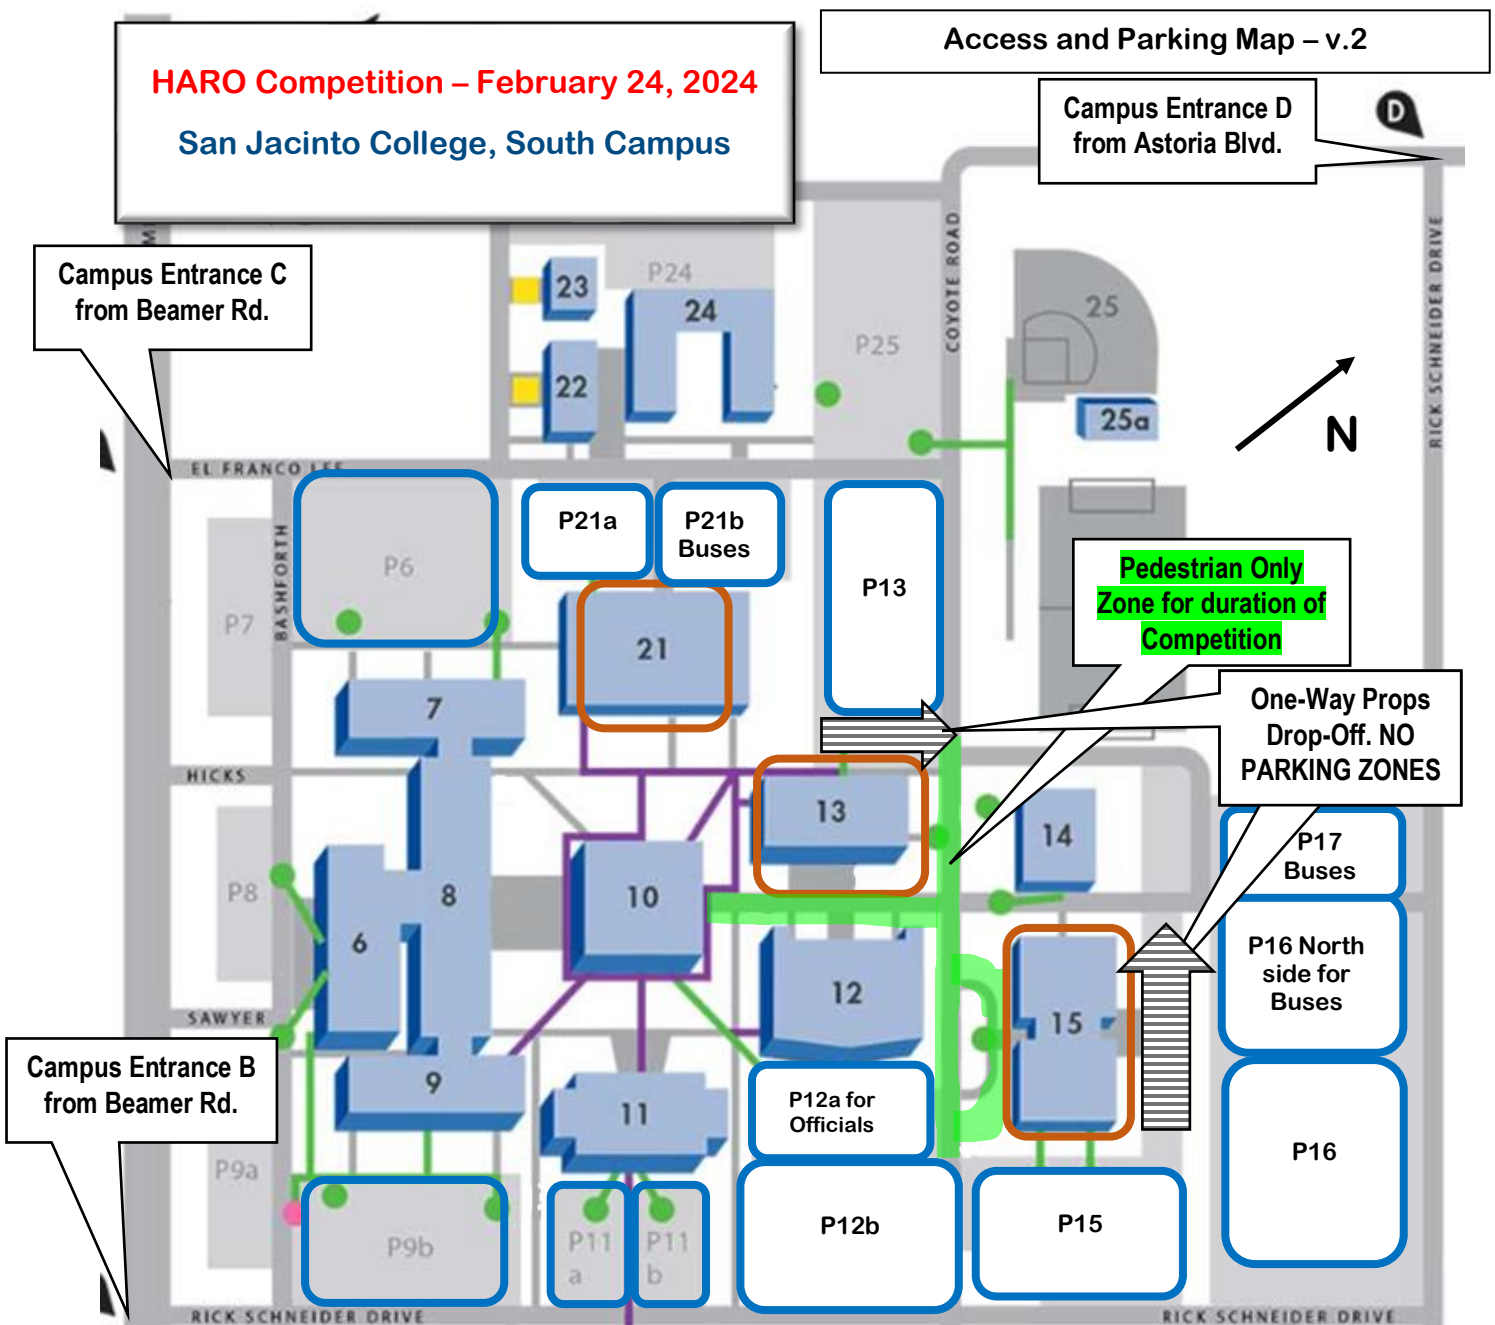 Access and Parking Map – v.2
HARO Competition – February 24, 2024
San Jacinto College, South Campus
Campus Entrance D
from Astoria Blvd.
D
Campus Entrance C
from Beamer Rd.
COYOTE ROAD
RICK SCHNEIDER DRIVE
23
P24
24
22
P25
25
25a
N
EL FRANCO LEE
BASHFORTH
P6
P7
P21a
P21b
Buses
P13
Pedestrian Only
Zone for duration of
Competition
21
7
One-Way Props
Drop-Off. NO
PARKING ZONES
HICKS
13
14
P17
Buses
P8
8
10
6
12
P16 North
side for
Buses
15
SAWYER
Campus Entrance B
from Beamer Rd.
9
11
P12a for
Officials
P9a
P9b
P11
a
P11
b
P12b
P15
P16
RICK SCHNEIDER DRIVE
RICK SCHNEIDER DRIVE